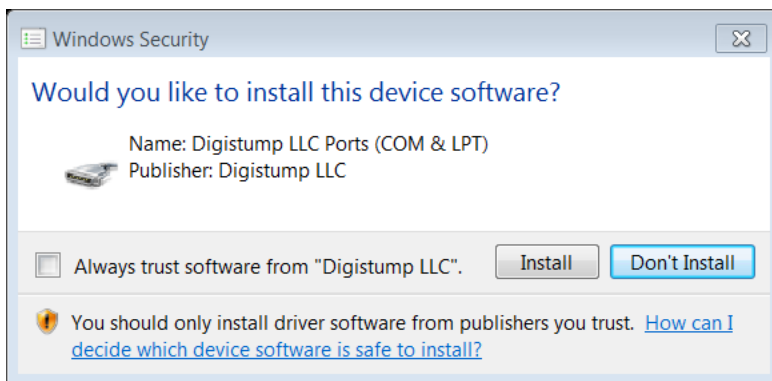 Windows Security
Would you like to install this device software?
Name: Digistump LLC Ports (COM & LPT)
Publisher: Digistump LLC
Always trust software from "Digistump LLC".
Install
Don't Install
You should only install driver software from publishers you trust. How can I
decide which device software is safe to install?